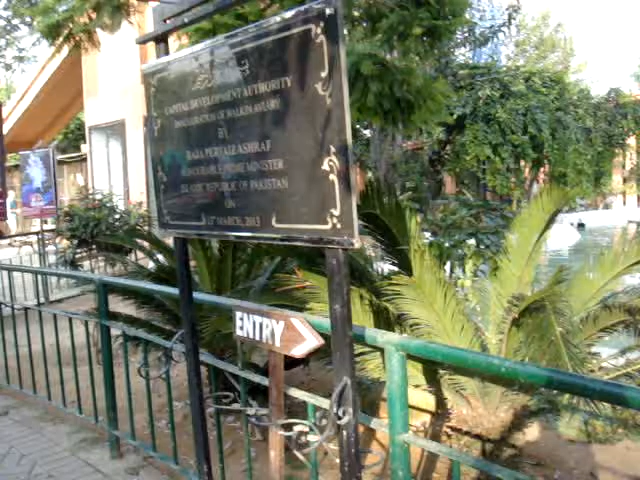 CAPITAL DEVELOPMENT AUTHORITY
INAUGURATION OF WALKIN AVIARY
BY
RAJA PERVAIZ ASHRAF
HONOURABLE PRIME MINISTER
ISLAMIC REPUBLIC OF PAKISTAN
ON
MARCH, 2013
ENTRY